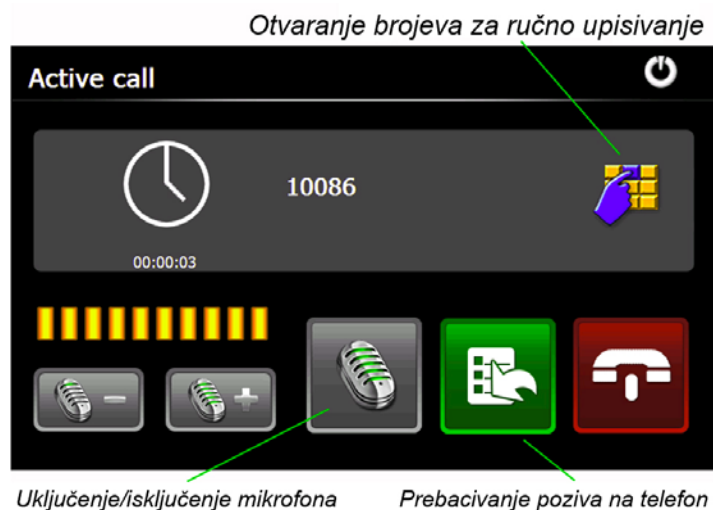 Otvaranje brojeva za ručno upisivanje
Active call
10086
00:00:03
Uključenje/isključenje mikrofona
Prebacivanje poziva na telefon